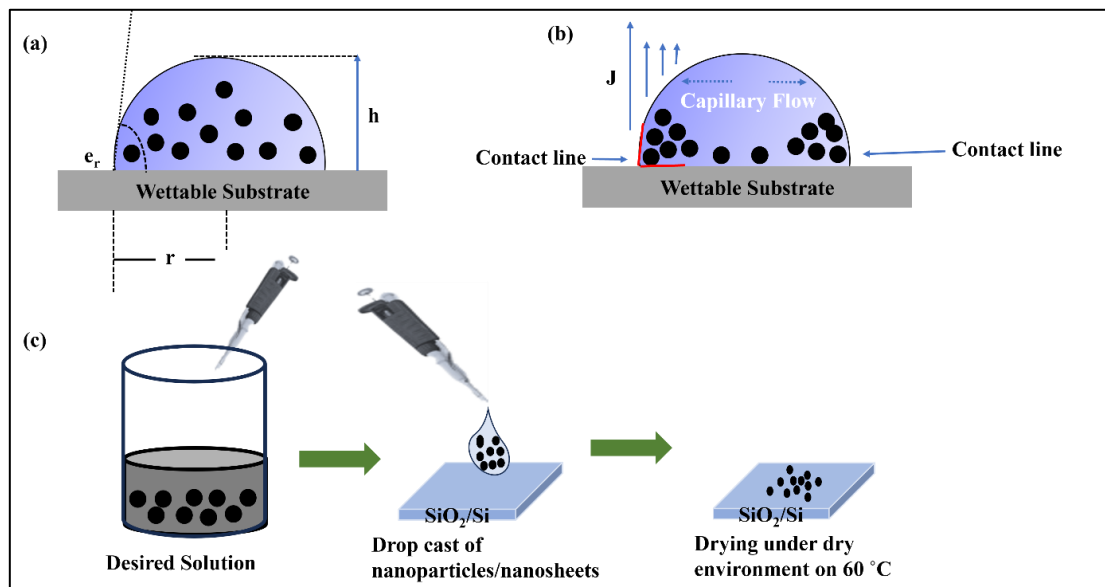 (a)
h
e_r
Wettable Substrate
r
(b)
J
Capillary Flow
Contact line
Contact line
Wettable Substrate
(c)
Desired Solution
SiO₂/Si
Drop cast of
nanoparticles/nanosheets
SiO₂/Si
Drying under dry
environment on 60 °C